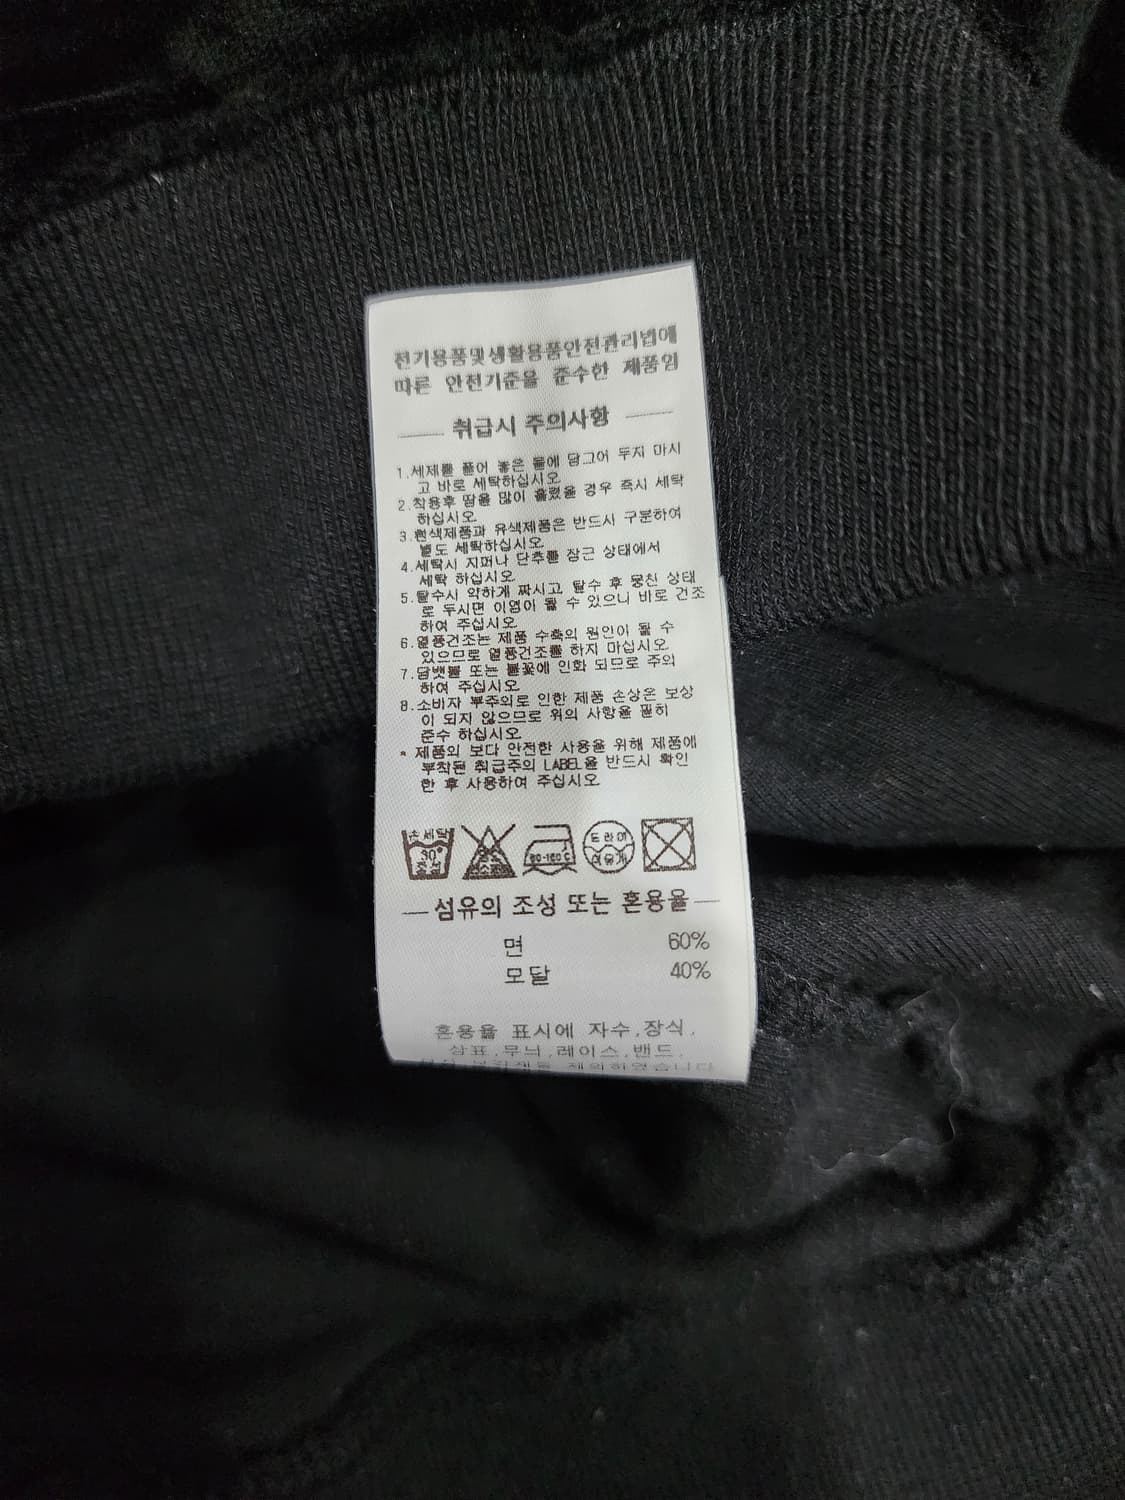 전기용품및생활용품안전관리법에
따른 안전기준을 준수한 제품임
취급시 주의사항
1.세제를 풀어 놓은 물에 담그어 두지 마시
고 바로 세탁하십시오
2.착용후 땀을 많이 흘렸을 경우 즉시 세탁
하십시오
3.흰색제품과 유색제품은 반드시 구분하여
별도 세탁하십시오
4.세탁시 지퍼나 단추를 잠근 상태에서
세탁 하십시오
5.탈수시 약하게 짜시고 탈수 후 뭉친 상태
로 두시면 이염이 될 수 있으니 바로 건조
하여 주십시오
6.열풍건조는 제품 수축의 원인이 될 수
있으므로 열풍건조를 하지 마십시오
7.담뱃불 또는 불꽃에 인화 되므로 주의
하여 주십시오
8.소비자 부주의로 인한 제품 손상은 보상
이 되지 않으므로 위의 사항을 필히
준수 하십시오
* 제품의 보다 안전한 사용을 위해 제품에
부착된 취급주의 LABEL을 반드시 확인
한 후 사용하여 주십시오
손세탁 30° 중성 염소표백 80-160℃ 드라이 석유계
섬유의 조성 또는 혼용율
면 60%
모달 40%
혼용율 표시에 자수,장식,
상표,무늬,레이스,밴드,
제외하였습니다